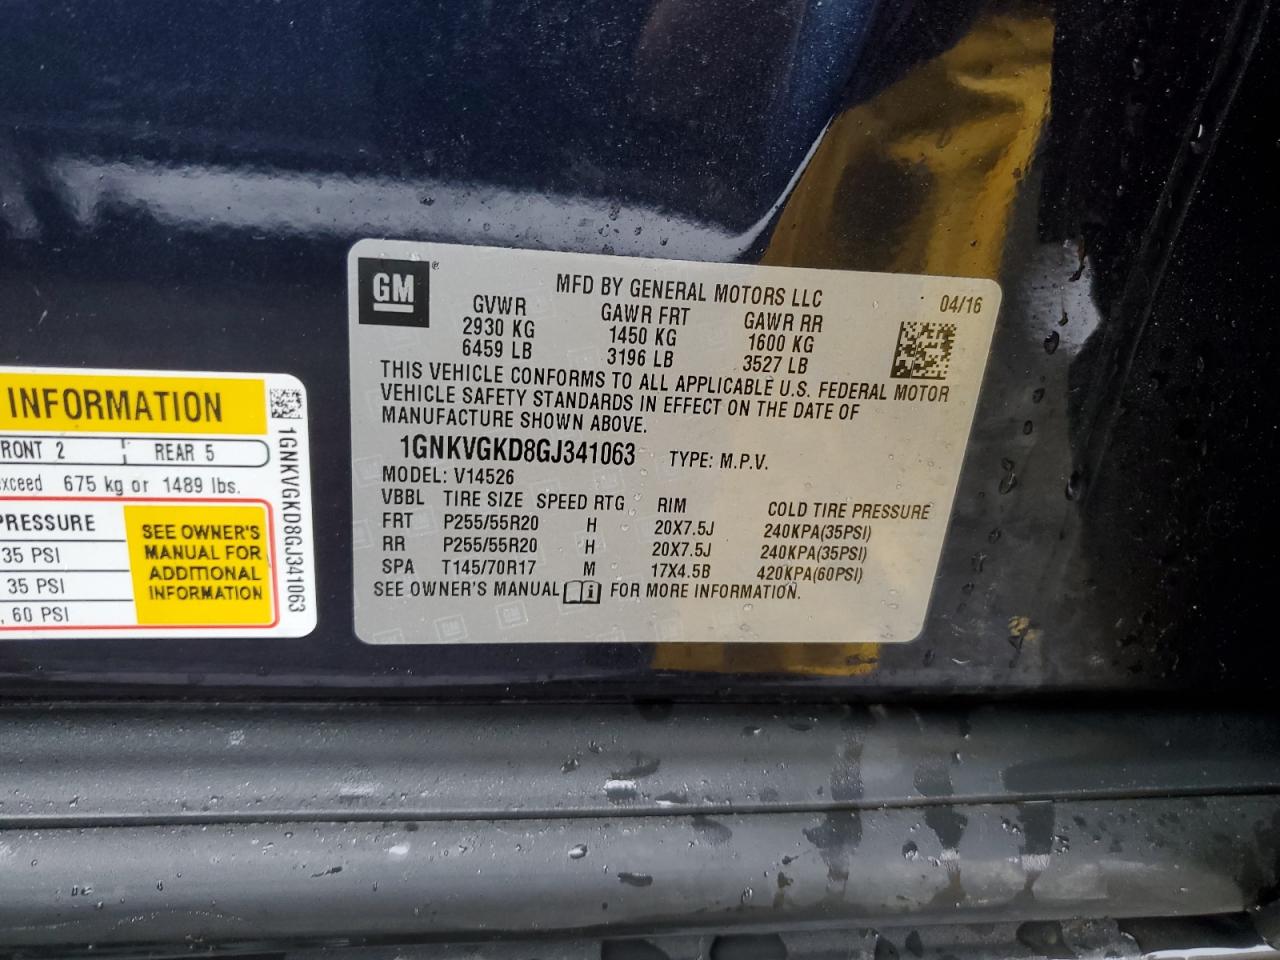 GM
®
MFD BY GENERAL MOTORS LLC
04/16
GVWR GAWR FRT GAWR RR
2930 KG 1450 KG 1600 KG
6459 LB 3196 LB 3527 LB
THIS VEHICLE CONFORMS TO ALL APPLICABLE U.S. FEDERAL MOTOR
VEHICLE SAFETY STANDARDS IN EFFECT ON THE DATE OF
MANUFACTURE SHOWN ABOVE.
1GNKVGKD8GJ341063 TYPE: M.P.V.
MODEL: V14526
VBBL TIRE SIZE SPEED RTG RIM COLD TIRE PRESSURE
FRT P255/55R20 H 20X7.5J 240KPA(35PSI)
RR P255/55R20 H 20X7.5J 240KPA(35PSI)
SPA T145/70R17 M 17X4.5B 420KPA(60PSI)
SEE OWNER'S MANUAL i FOR MORE INFORMATION.
INFORMATION
RONT 2 REAR 5
exceed 675 kg or 1489 lbs.
PRESSURE
35 PSI
35 PSI
, 60 PSI
SEE OWNER'S
MANUAL FOR
ADDITIONAL
INFORMATION
1GNKVGKD8GJ341063